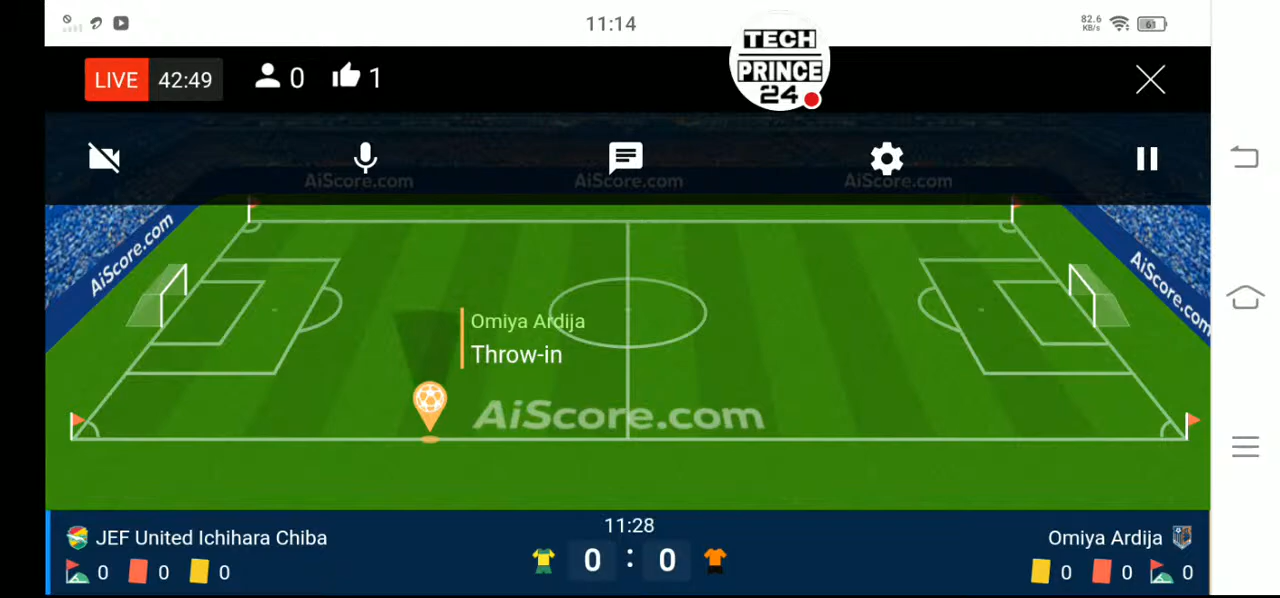 11:14
82.6
KB/s
61
TECH
PRINCE
24
LIVE 42:49 0 1
AiScore.com AiScore.com AiScore.com
AiScore.com
AiScore.com
Omiya Ardija
Throw-in
AiScore.com
11:28
JEF United Ichihara Chiba
0 : 0
Omiya Ardija
0 0 0
0 0 0